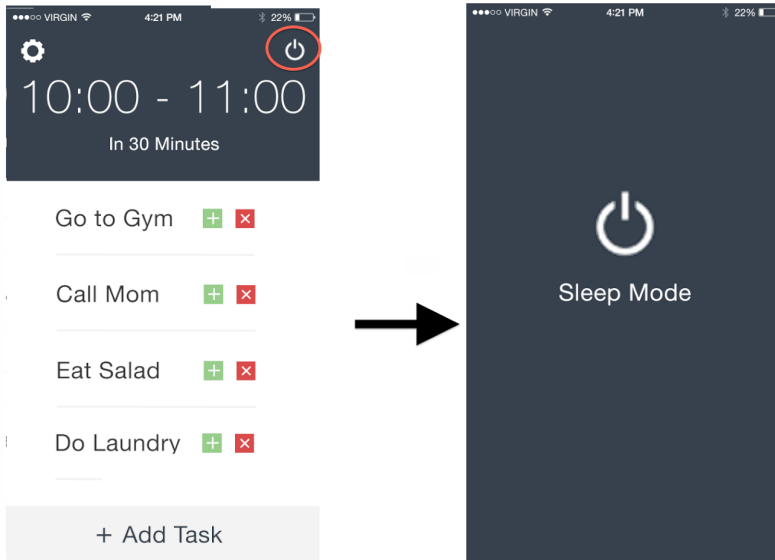 VIRGIN 4:21 PM 22%
10:00 - 11:00
In 30 Minutes
Go to Gym
Call Mom
Eat Salad
Do Laundry
+ Add Task
VIRGIN 4:21 PM 22%
Sleep Mode